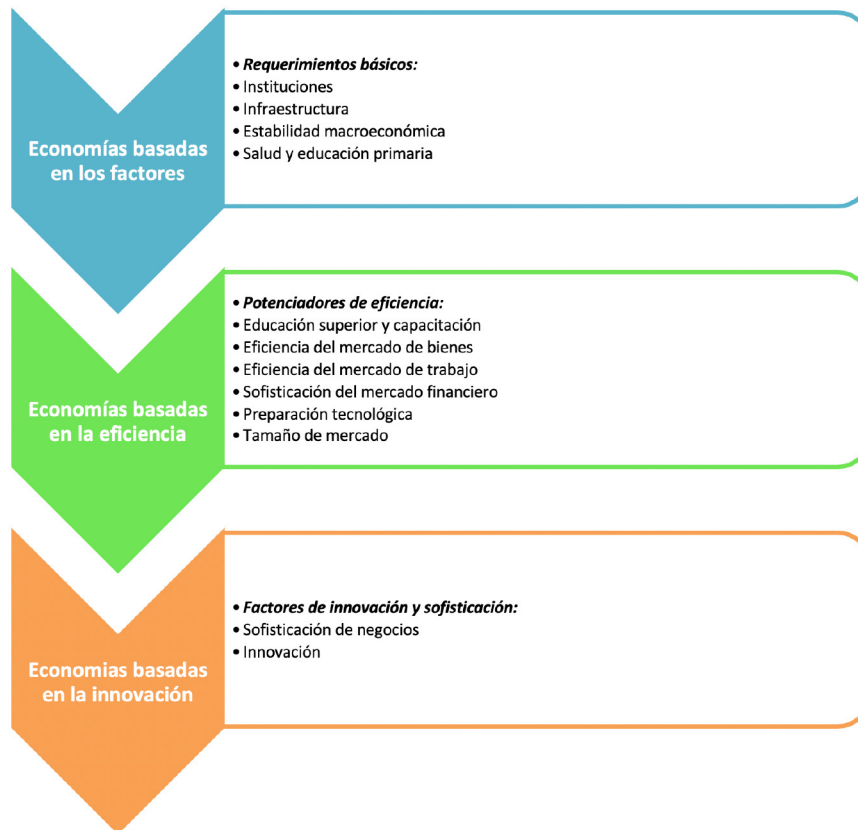 Economías basadas
en los factores
• Requerimientos básicos:
• Instituciones
• Infraestructura
• Estabilidad macroeconómica
• Salud y educación primaria
Economías basadas
en la eficiencia
• Potenciadores de eficiencia:
• Educación superior y capacitación
• Eficiencia del mercado de bienes
• Eficiencia del mercado de trabajo
• Sofisticación del mercado financiero
• Preparación tecnológica
• Tamaño de mercado
Economias basadas
en la innovación
• Factores de innovación y sofisticación:
• Sofisticación de negocios
• Innovación